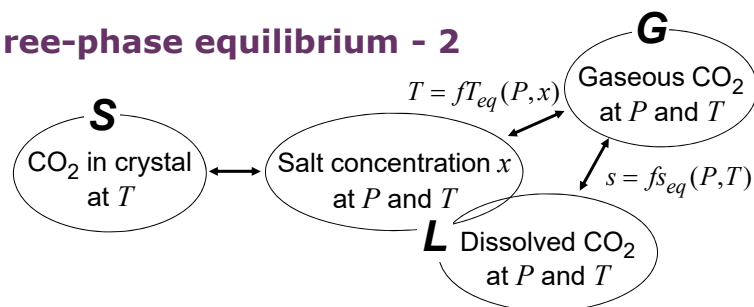 ree-phase equilibrium - 2
G
Gaseous CO₂
at P and T
T = fT_eq(P,x)
S
CO₂ in crystal
at T
Salt concentration x
at P and T
s = fs_eq(P,T)
L
Dissolved CO₂
at P and T